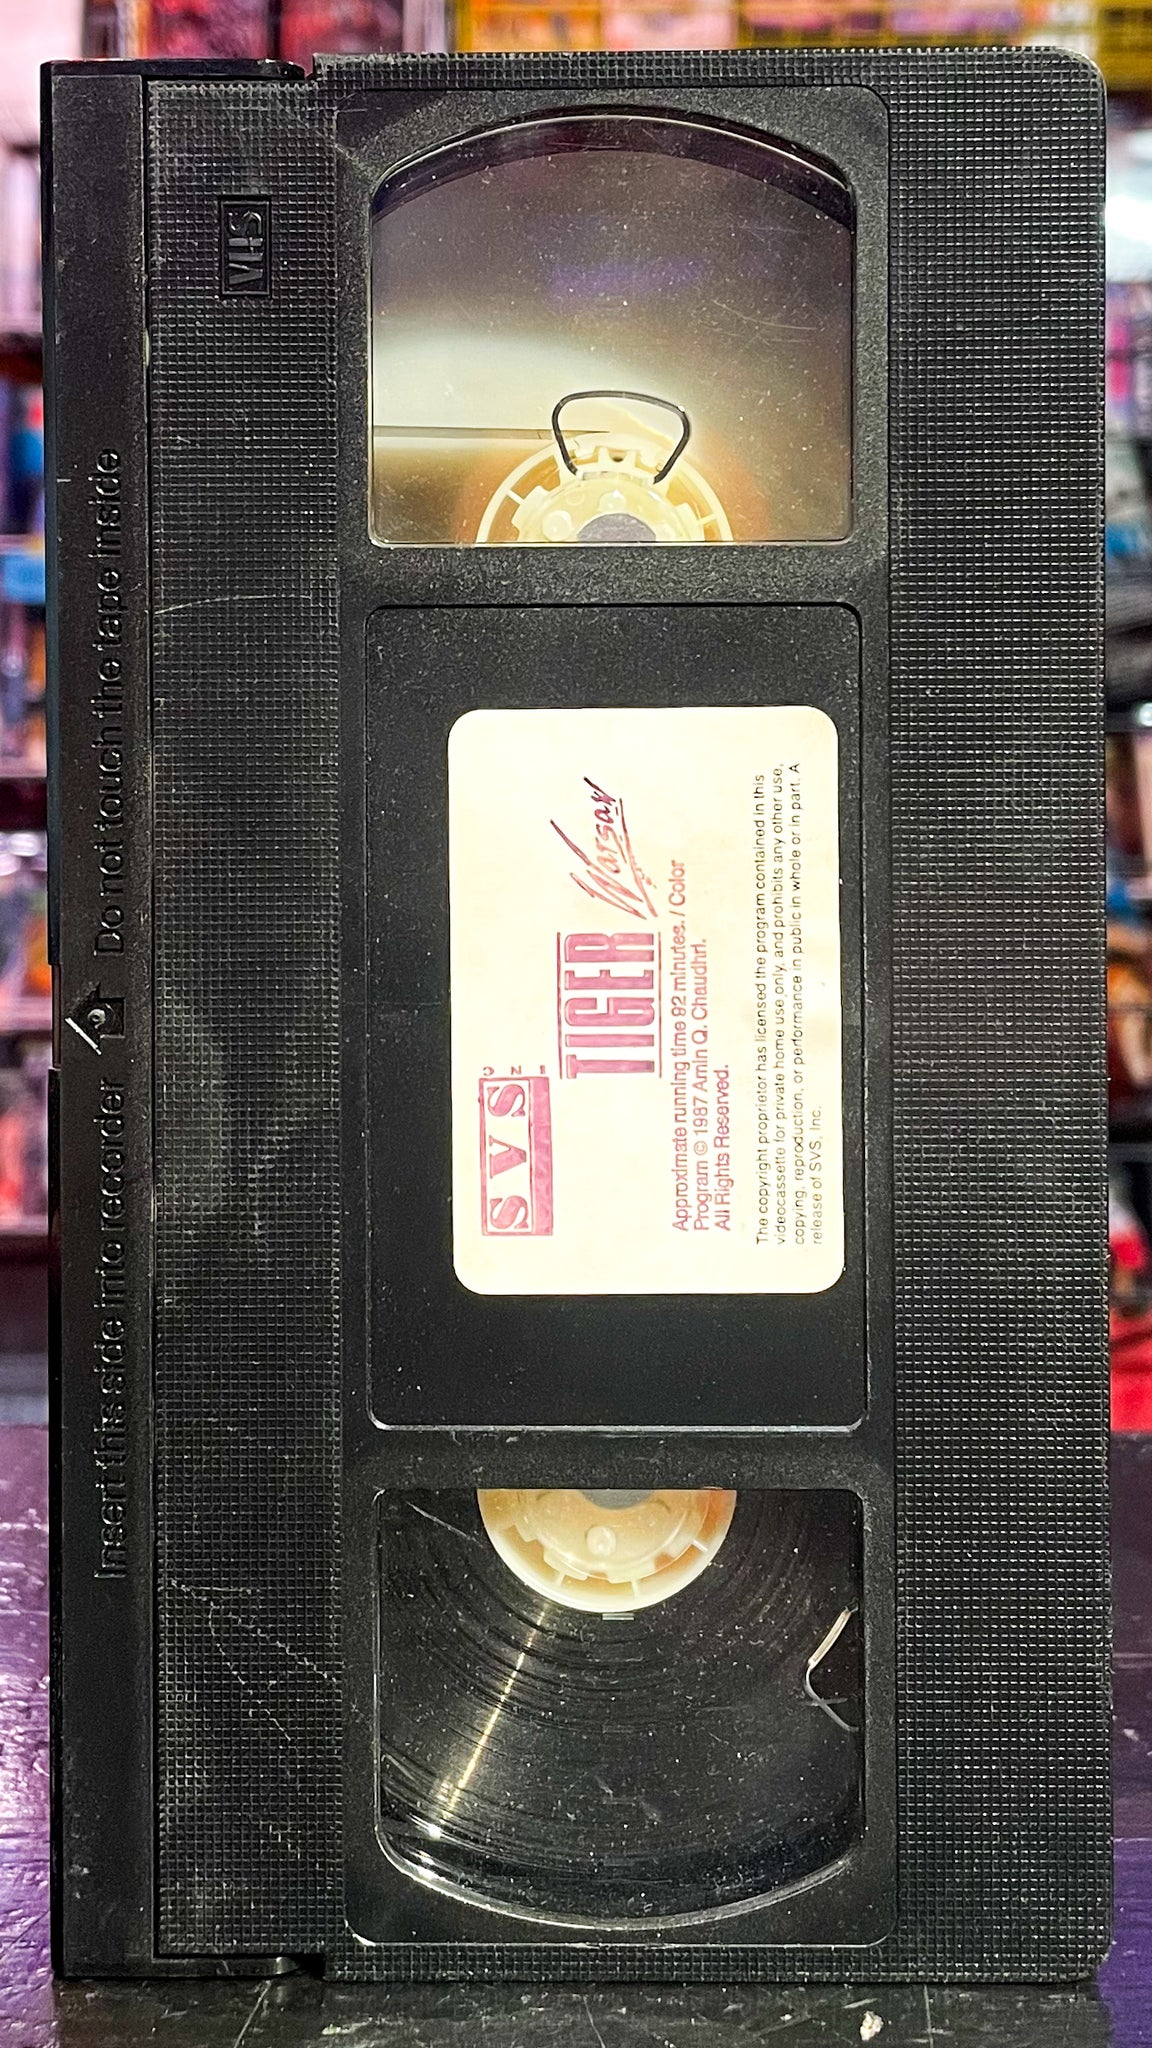 VHS
Insert this side into recorder
Do not touch the tape inside
SVS
INC
TIGER Warsaw
Approximate running time 92 minutes. / Color
Program © 1987 Amin Q. Chaudhri.
All Rights Reserved.
The copyright proprietor has licensed the program contained in this
videocassette for private home use only, and prohibits any other use,
copying, reproduction, or performance in public in whole or in part. A
release of SVS, Inc.